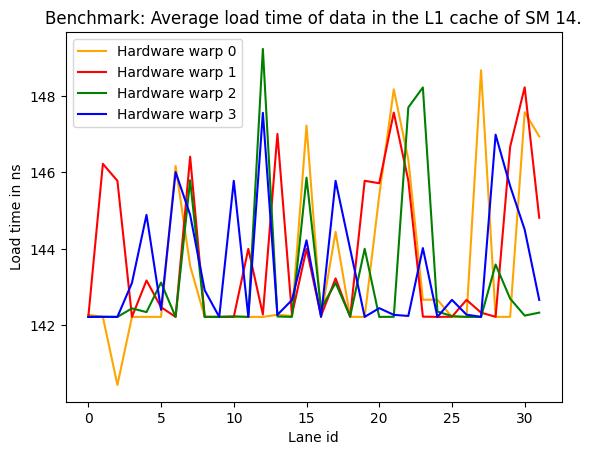 Benchmark: Average load time of data in the L1 cache of SM 14.
Hardware warp 0
Hardware warp 1
Hardware warp 2
Hardware warp 3
148
146
144
142
Load time in ns
0 5 10 15 20 25 30
Lane id